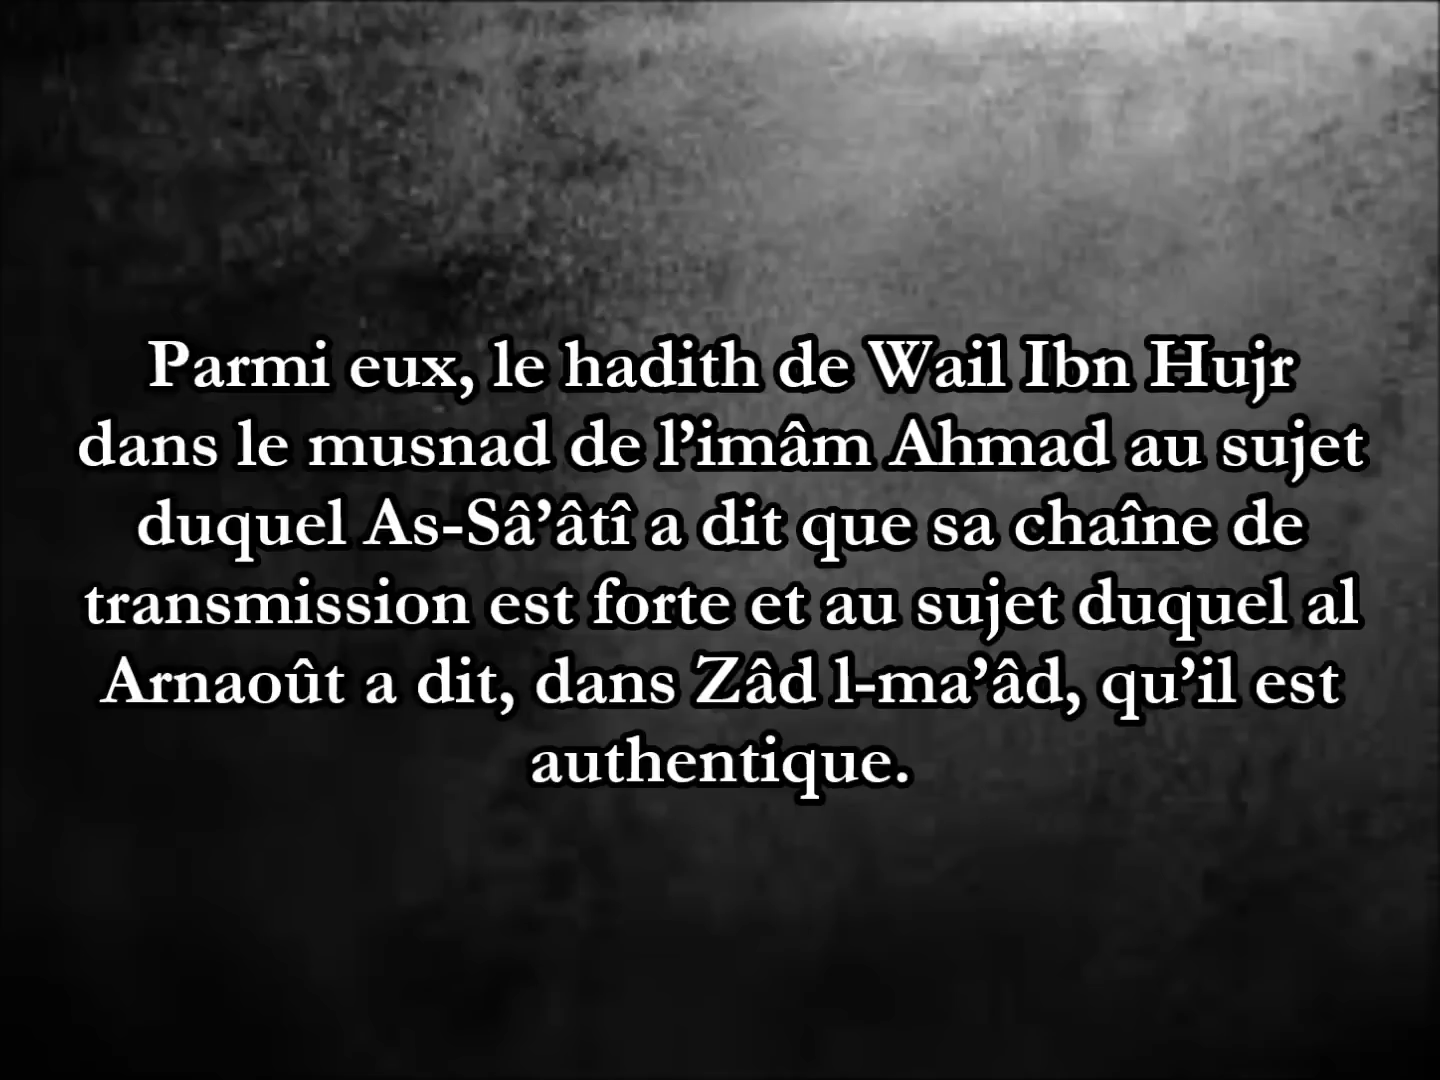 Parmi eux, le hadith de Wail Ibn Hujr
dans le musnad de l’imâm Ahmad au sujet
duquel As-Sâ’âtî a dit que sa chaîne de
transmission est forte et au sujet duquel al
Arnaoût a dit, dans Zâd l-ma’âd, qu’il est
authentique.